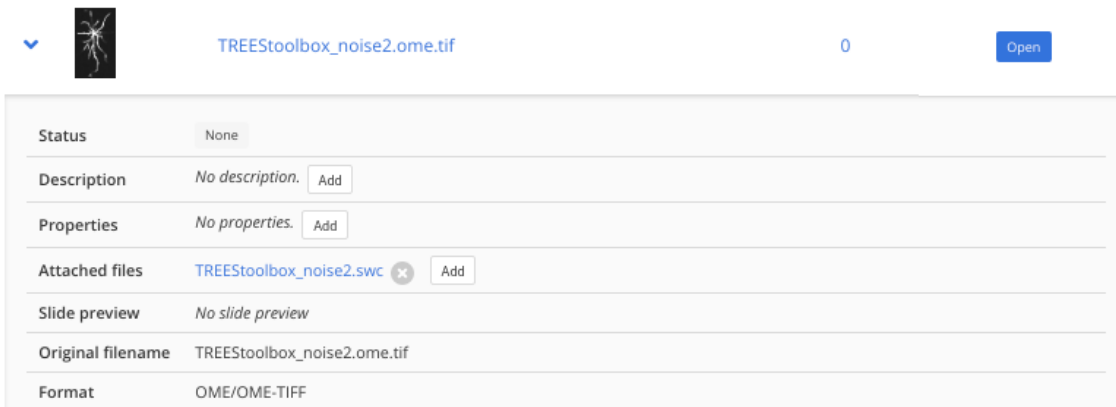 TREEStoolbox_noise2.ome.tif 0 Open
Status None
Description No description. Add
Properties No properties. Add
Attached files TREEStoolbox_noise2.swc Add
Slide preview No slide preview
Original filename TREEStoolbox_noise2.ome.tif
Format OME/OME-TIFF